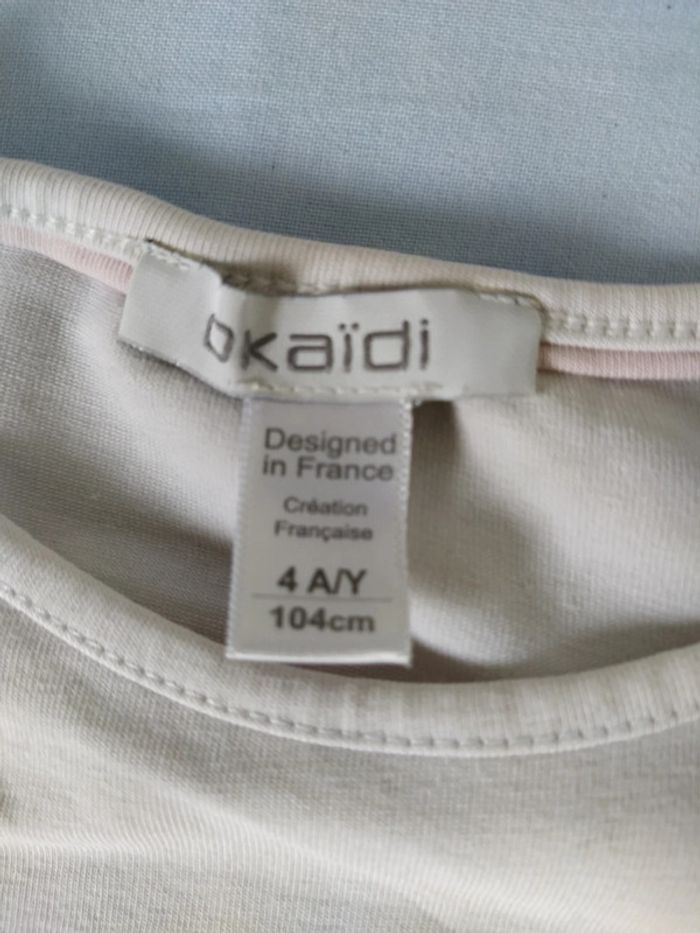 okaïdi
Designed
in France
Création
Française
4 A/Y
104cm